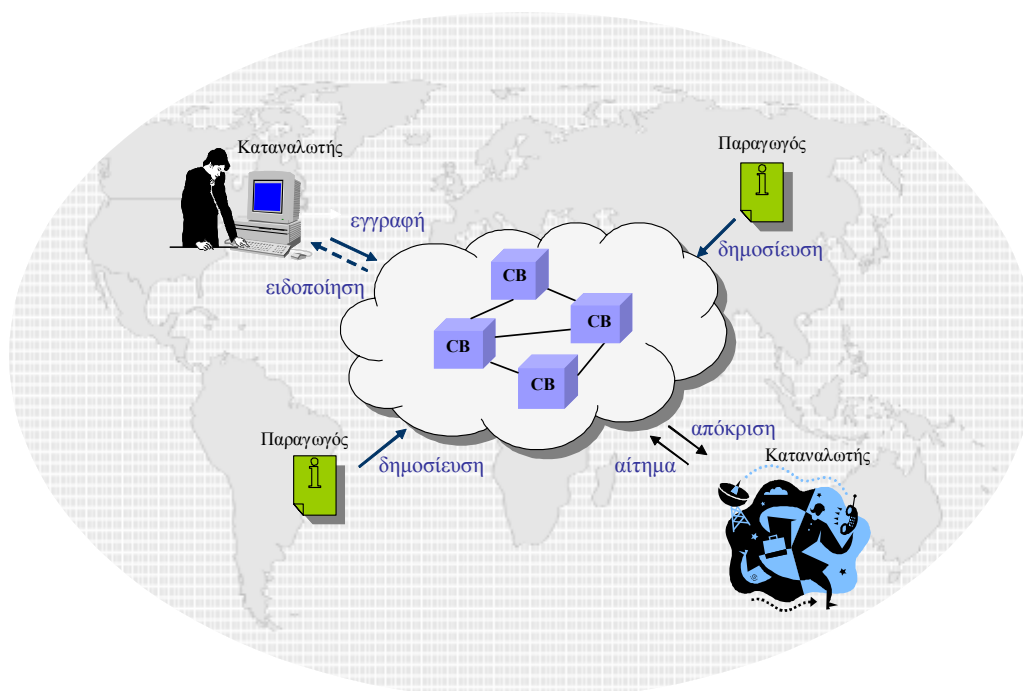 Καταναλωτής
Παραγωγός
εγγραφή
δημοσίευση
ειδοποίηση
CB
CB
CB
CB
Παραγωγός
δημοσίευση
απόκριση
αίτημα
Καταναλωτής